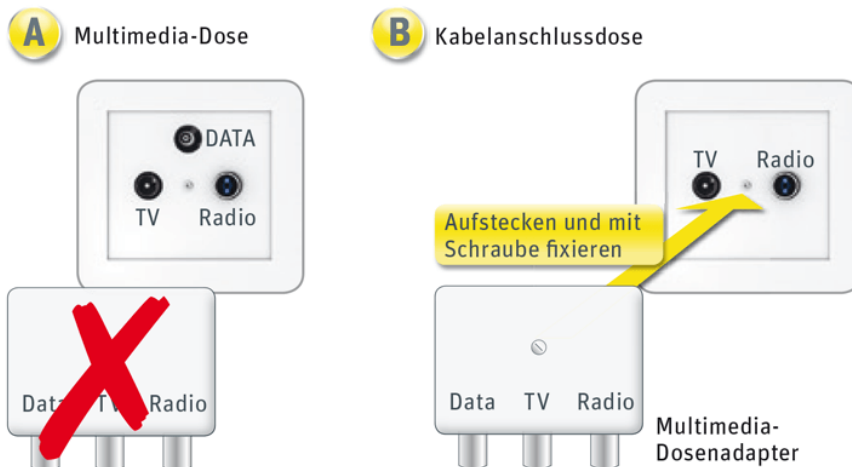 A Multimedia-Dose
DATA
TV Radio
Data TV Radio
B Kabelanschlussdose
TV Radio
Aufstecken und mit
Schraube fixieren
Data TV Radio
Multimedia-
Dosenadapter